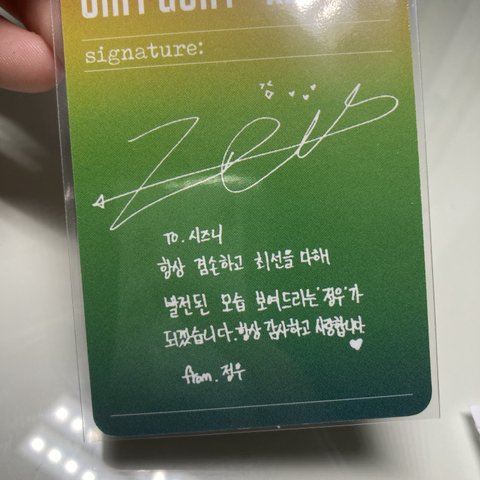 signature:
Zeus
TO. 시즈니
항상 겸손하고 최선을 다해
발전된 모습 보여드리는 '정우'가
되겠습니다. 항상 감사하고 사랑합니다
from. 정우